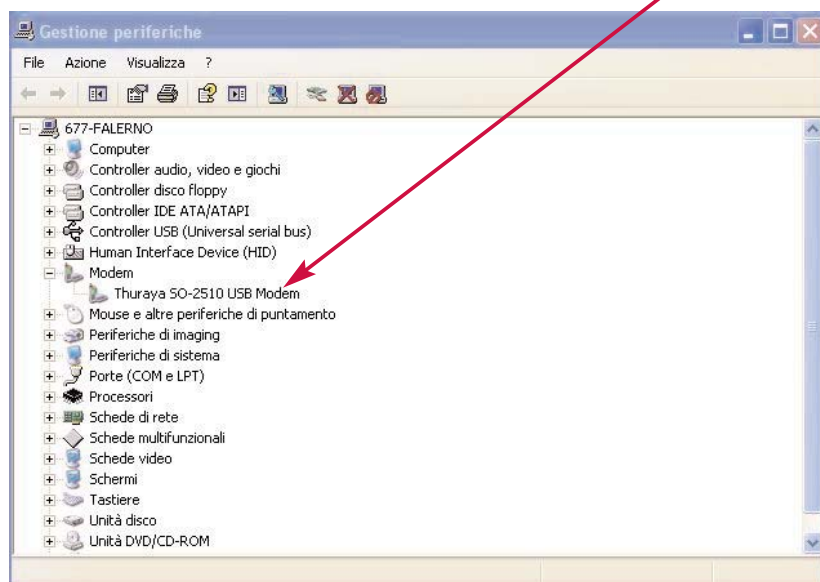 Gestione periferiche
File Azione Visualizza ?
677-FALERNO
Computer
Controller audio, video e giochi
Controller disco floppy
Controller IDE ATA/ATAPI
Controller USB (Universal serial bus)
Human Interface Device (HID)
Modem
Thuraya SO-2510 USB Modem
Mouse e altre periferiche di puntamento
Periferiche di imaging
Periferiche di sistema
Porte (COM e LPT)
Processori
Schede di rete
Schede multifunzionali
Schede video
Schermi
Tastiere
Unità disco
Unità DVD/CD-ROM